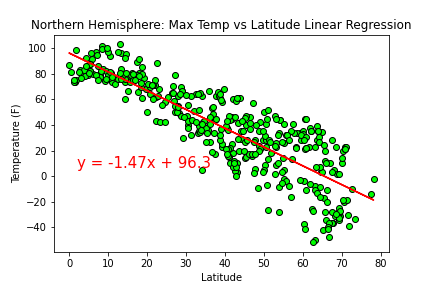 Northern Hemisphere: Max Temp vs Latitude Linear Regression
100
80
60
40
20
0
−20
−40
Temperature (F)
y = -1.47x + 96.3
0 10 20 30 40 50 60 70 80
Latitude